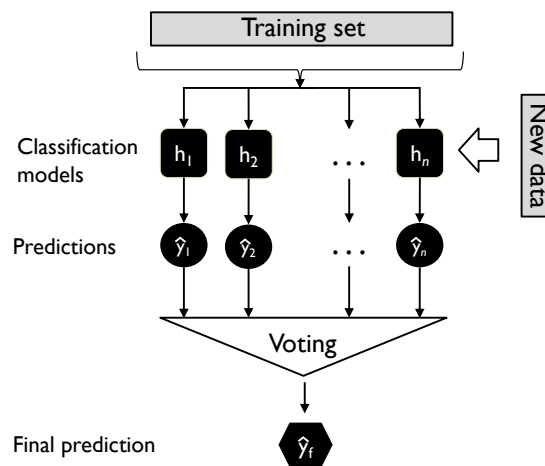 Training set
Classification
models
h₁
h₂
. . .
hₙ
New data
Predictions
ŷ₁
ŷ₂
. . .
ŷₙ
Voting
Final prediction
ŷf